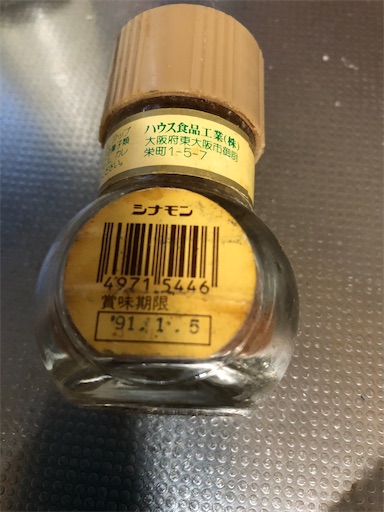 ハウス食品工業(株)
大阪府東大阪市御厨
栄町1-5-7
シナモン
4971 5446
賞味期限
'91. 1. 5